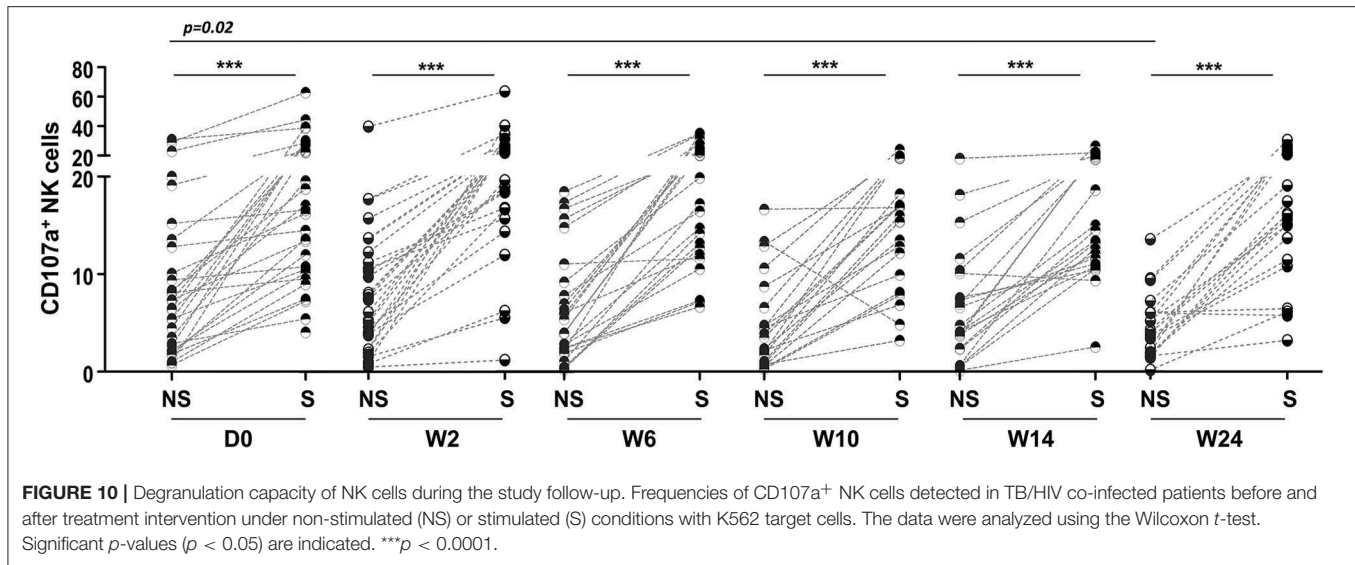 p=0.02
*** *** *** *** *** ***
CD107a+ NK cells
80
60
40
20
20
10
0
NS S NS S NS S NS S NS S NS S
D0 W2 W6 W10 W14 W24
FIGURE 10 | Degranulation capacity of NK cells during the study follow-up. Frequencies of CD107a+ NK cells detected in TB/HIV co-infected patients before and
after treatment intervention under non-stimulated (NS) or stimulated (S) conditions with K562 target cells. The data were analyzed using the Wilcoxon t-test.
Significant p-values (p < 0.05) are indicated. ***p < 0.0001.